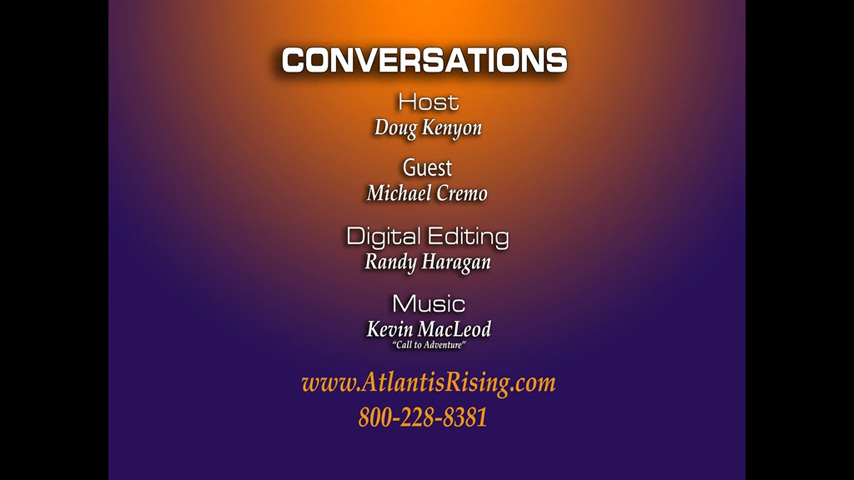 CONVERSATIONS
Host
Doug Kenyon
Guest
Michael Cremo
Digital Editing
Randy Haragan
Music
Kevin MacLeod
"Call to Adventure"
www.AtlantisRising.com
800-228-8381